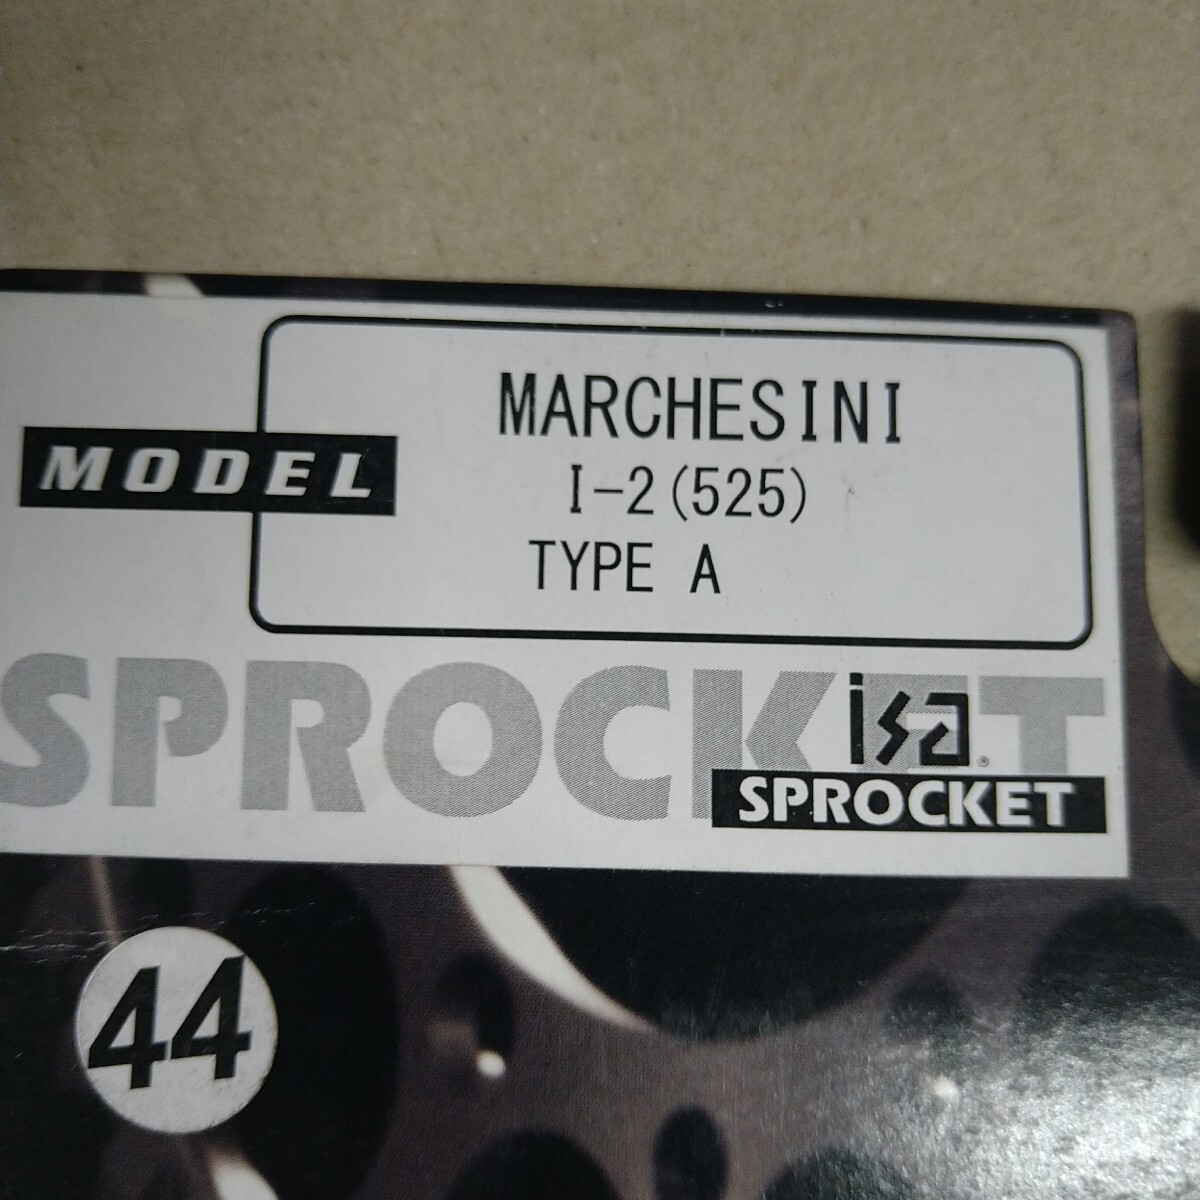 MODEL
MARCHESINI
I-2(525)
TYPE A
SPROCKET
isa®
SPROCKET
44